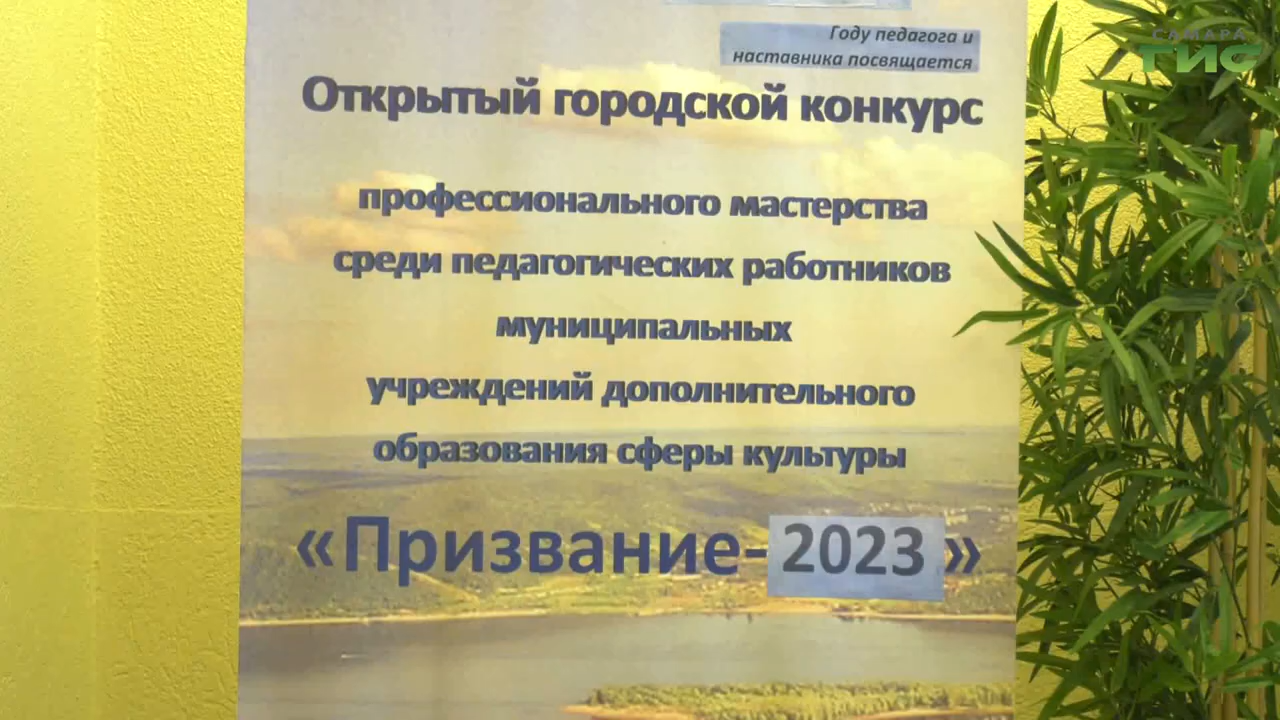 Году педагога и
наставника посвящается
САМАРА
ГИС
Открытый городской конкурс
профессионального мастерства
среди педагогических работников
муниципальных
учреждений дополнительного
образования сферы культуры
«Призвание-2023»